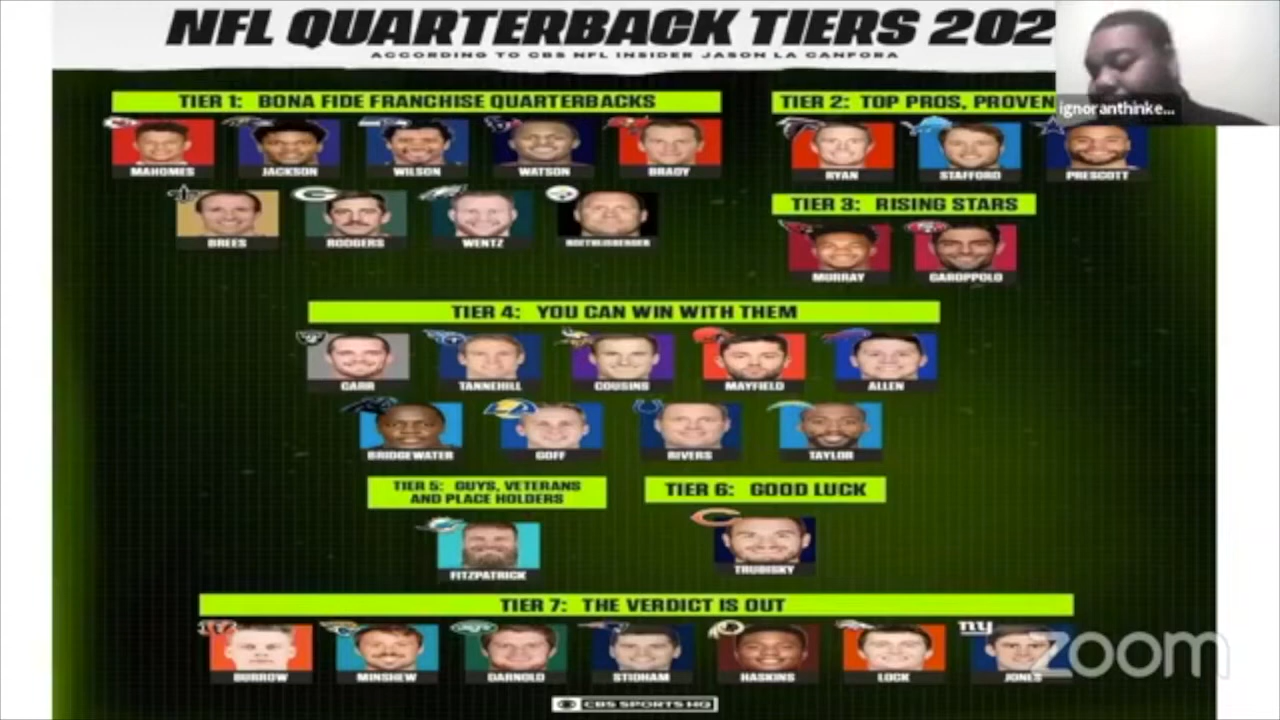 NFL QUARTERBACK TIERS 202
ACCORDING TO CBS NFL INSIDER JASON LA CANFORA
ignoranthinke...
TIER 1: BONA FIDE FRANCHISE QUARTERBACKS
TIER 2: TOP PROS, PROVEN
MAHOMES JACKSON WILSON WATSON BRADY
RYAN STAFFORD PRESCOTT
BREES RODGERS WENTZ ROETHLISBERGER
TIER 3: RISING STARS
MURRAY GAROPPOLO
TIER 4: YOU CAN WIN WITH THEM
CARR TANNEHILL COUSINS MAYFIELD ALLEN
BRIDGEWATER GOFF RIVERS TAYLOR
TIER 5: GUYS, VETERANS
AND PLACE HOLDERS
TIER 6: GOOD LUCK
FITZPATRICK
TRUBISKY
TIER 7: THE VERDICT IS OUT
ny
BURROW MINSHEW DARNOLD STIDHAM HASKINS LOCK JONES
zoom
CBS SPORTS HQ